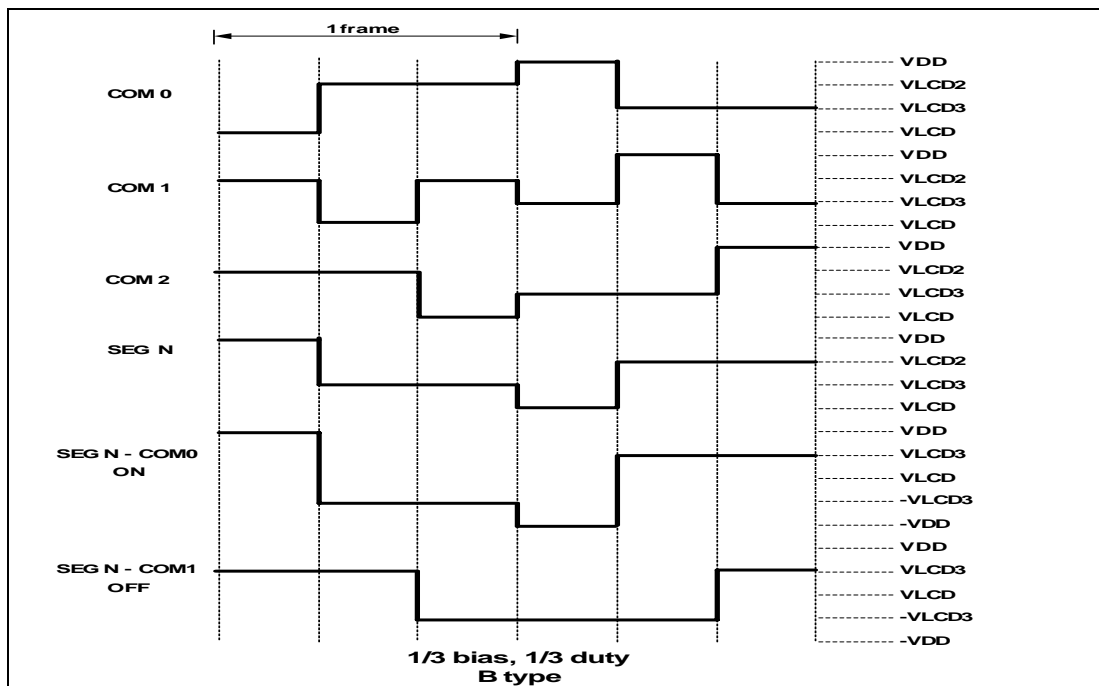 1 frame
COM 0
VDD
VLCD2
VLCD3
VLCD
COM 1
VDD
VLCD2
VLCD3
VLCD
COM 2
VDD
VLCD2
VLCD3
VLCD
SEG N
VDD
VLCD2
VLCD3
VLCD
SEG N - COM0
ON
VDD
VLCD3
VLCD
-VLCD3
-VDD
SEG N - COM1
OFF
VDD
VLCD3
VLCD
-VLCD3
-VDD
1/3 bias, 1/3 duty
B type